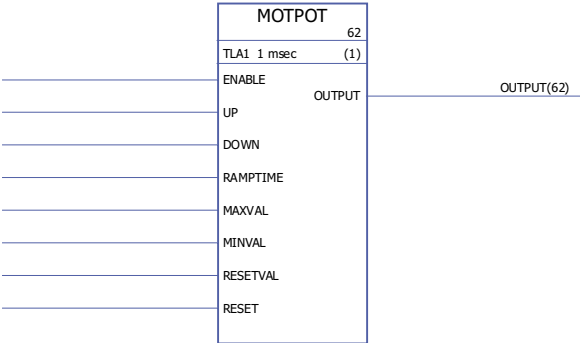 MOTPOT
62
TLA1 1 msec (1)
ENABLE
OUTPUT
OUTPUT(62)
UP
DOWN
RAMPTIME
MAXVAL
MINVAL
RESETVAL
RESET